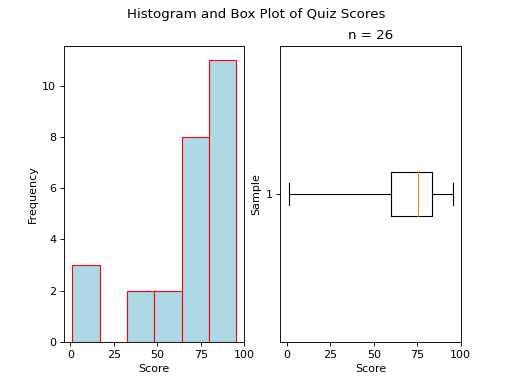 Histogram and Box Plot of Quiz Scores
n = 26
10
8
6
4
2
0
Frequency
0 25 50 75 100
Score
Sample
1
0 25 50 75 100
Score